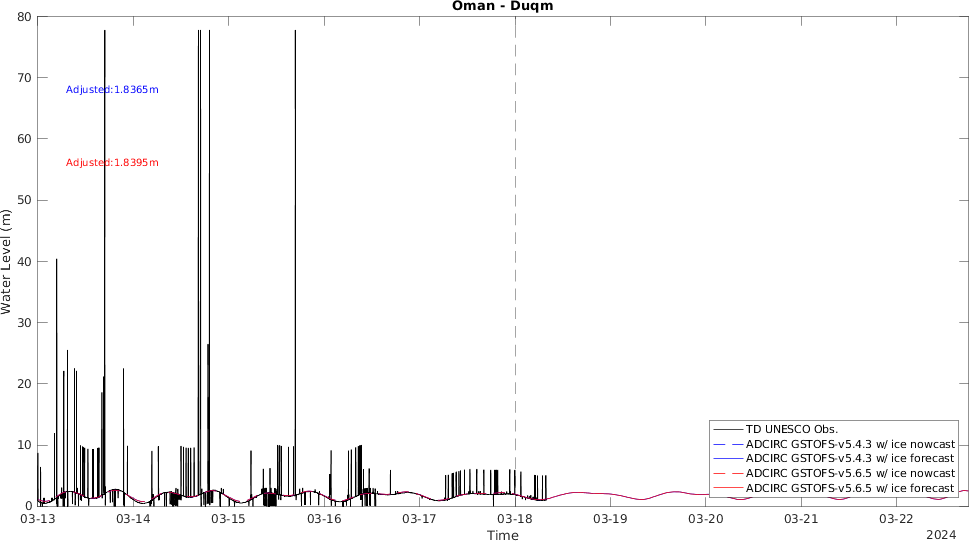 Oman - Duqm
80
70
60
50
40
30
20
10
0
Water Level (m)
Adjusted:1.8365m
Adjusted:1.8395m
TD UNESCO Obs.
ADCIRC GSTOFS-v5.4.3 w/ ice nowcast
ADCIRC GSTOFS-v5.4.3 w/ ice forecast
ADCIRC GSTOFS-v5.6.5 w/ ice nowcast
ADCIRC GSTOFS-v5.6.5 w/ ice forecast
03-13 03-14 03-15 03-16 03-17 03-18 03-19 03-20 03-21 03-22
Time
2024